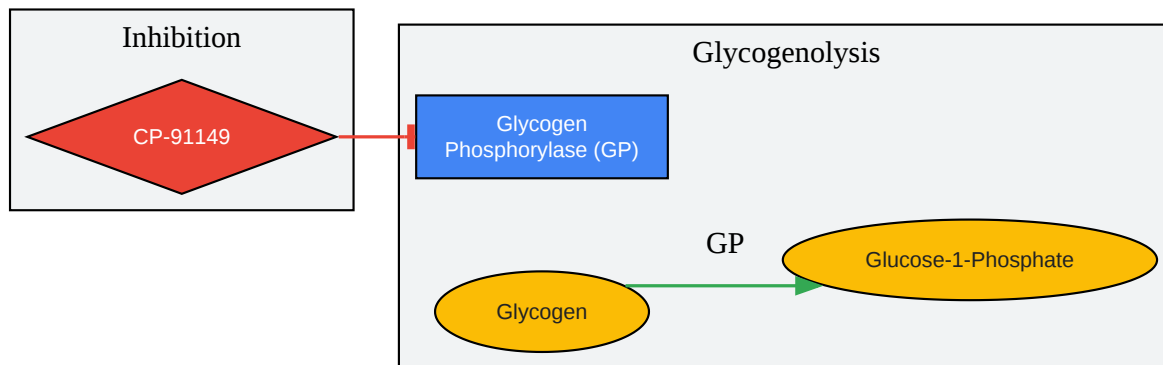 Inhibition
CP-91149
Glycogenolysis
Glycogen
Phosphorylase (GP)
GP
Glucose-1-Phosphate
Glycogen